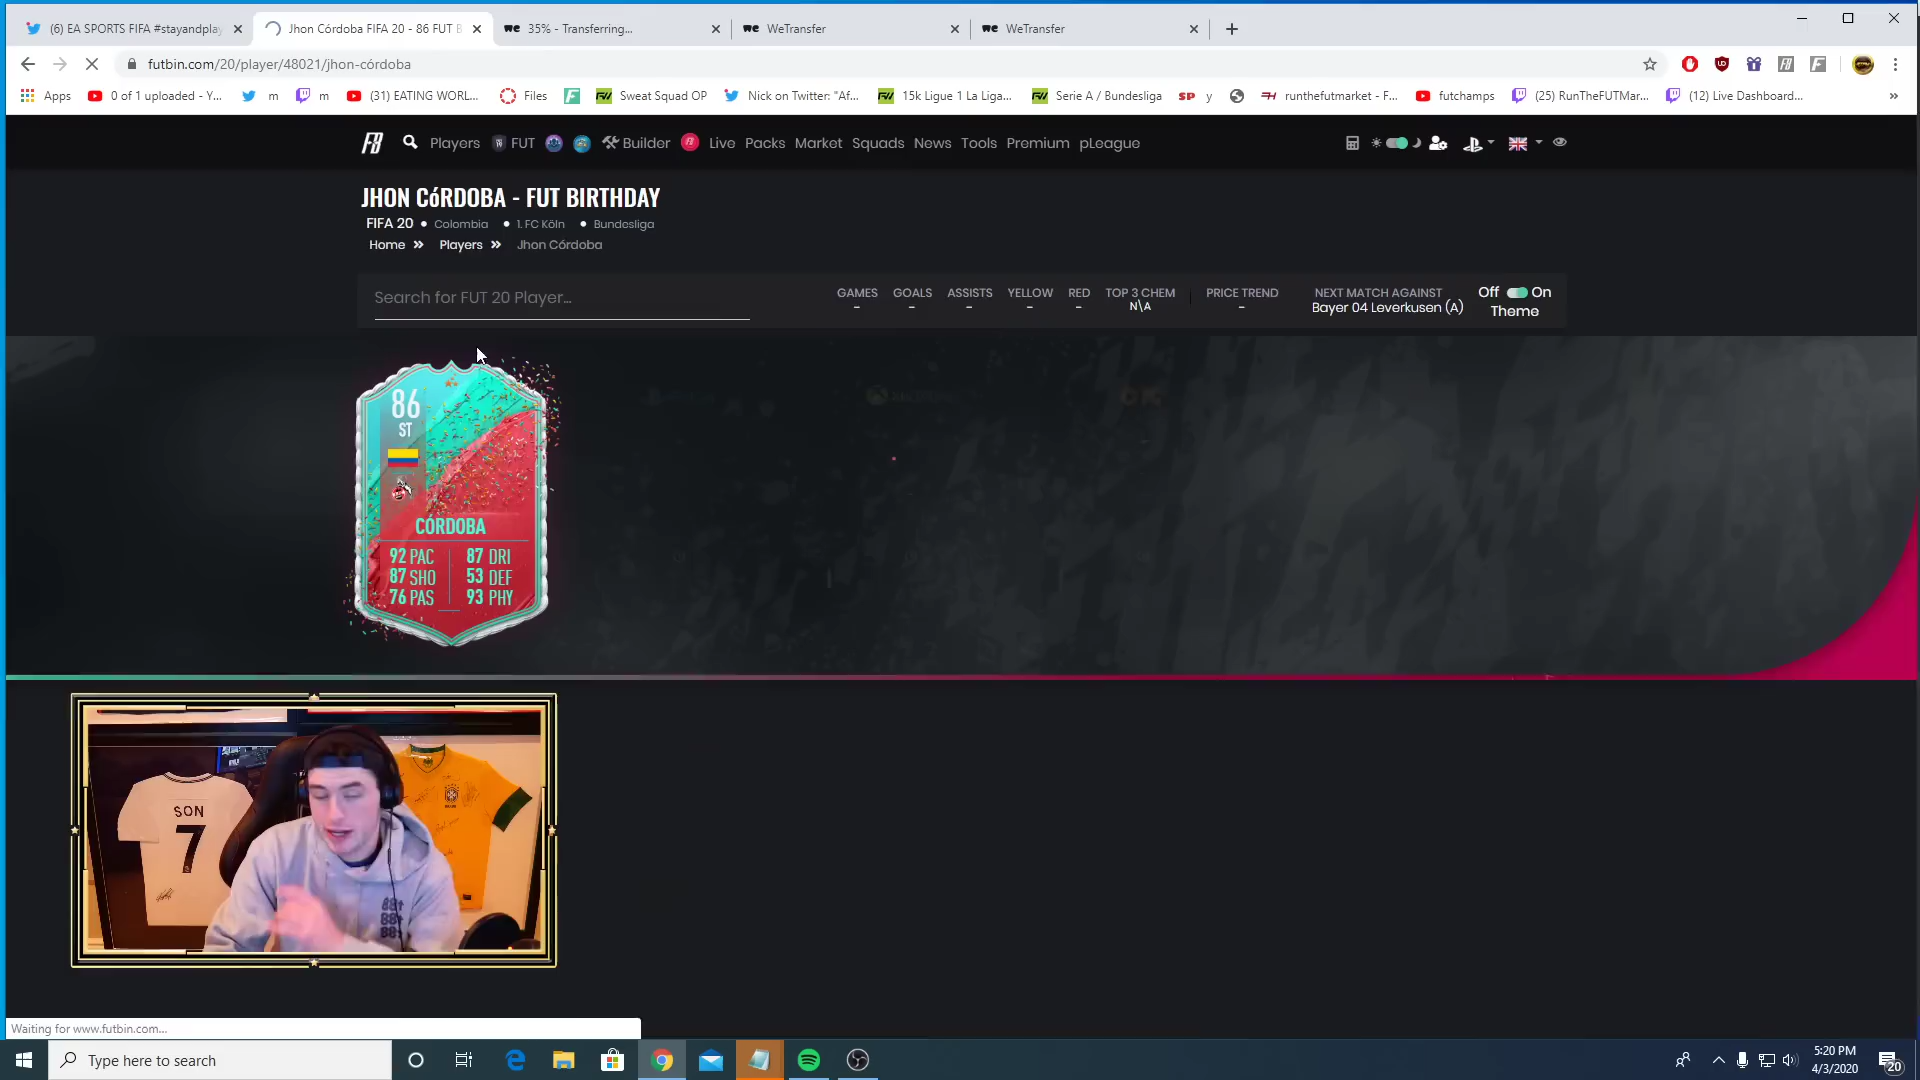 (6) EA SPORTS FIFA #stayandplay
Jhon Córdoba FIFA 20 - 86 FUT B
we 35% - Transferring...
we WeTransfer
we WeTransfer
futbin.com/20/player/48021/jhon-córdoba
Apps
0 of 1 uploaded - Y...
m
m
(31) EATING WORL...
Files
Sweat Squad OP
Nick on Twitter: "Af...
15k Ligue 1 La Liga...
Serie A / Bundesliga
SP y
runthefutmarket - F...
futchamps
(25) RunTheFUTMar...
(12) Live Dashboard...
Players FUT Builder Live Packs Market Squads News Tools Premium pLeague
JHON CóRDOBA - FUT BIRTHDAY
FIFA 20 • Colombia • 1. FC Köln • Bundesliga
Home » Players » Jhon Córdoba
Search for FUT 20 Player...
GAMES GOALS ASSISTS YELLOW RED TOP 3 CHEM PRICE TREND NEXT MATCH AGAINST Off On
- - - - - N\A - Bayer 04 Leverkusen (A) Theme
86
ST
CÓRDOBA
92 PAC 87 DRI
87 SHO 53 DEF
76 PAS 93 PHY
SON
7
88↑
88↑
88↑
Waiting for www.futbin.com...
Type here to search
5:20 PM
4/3/2020
20